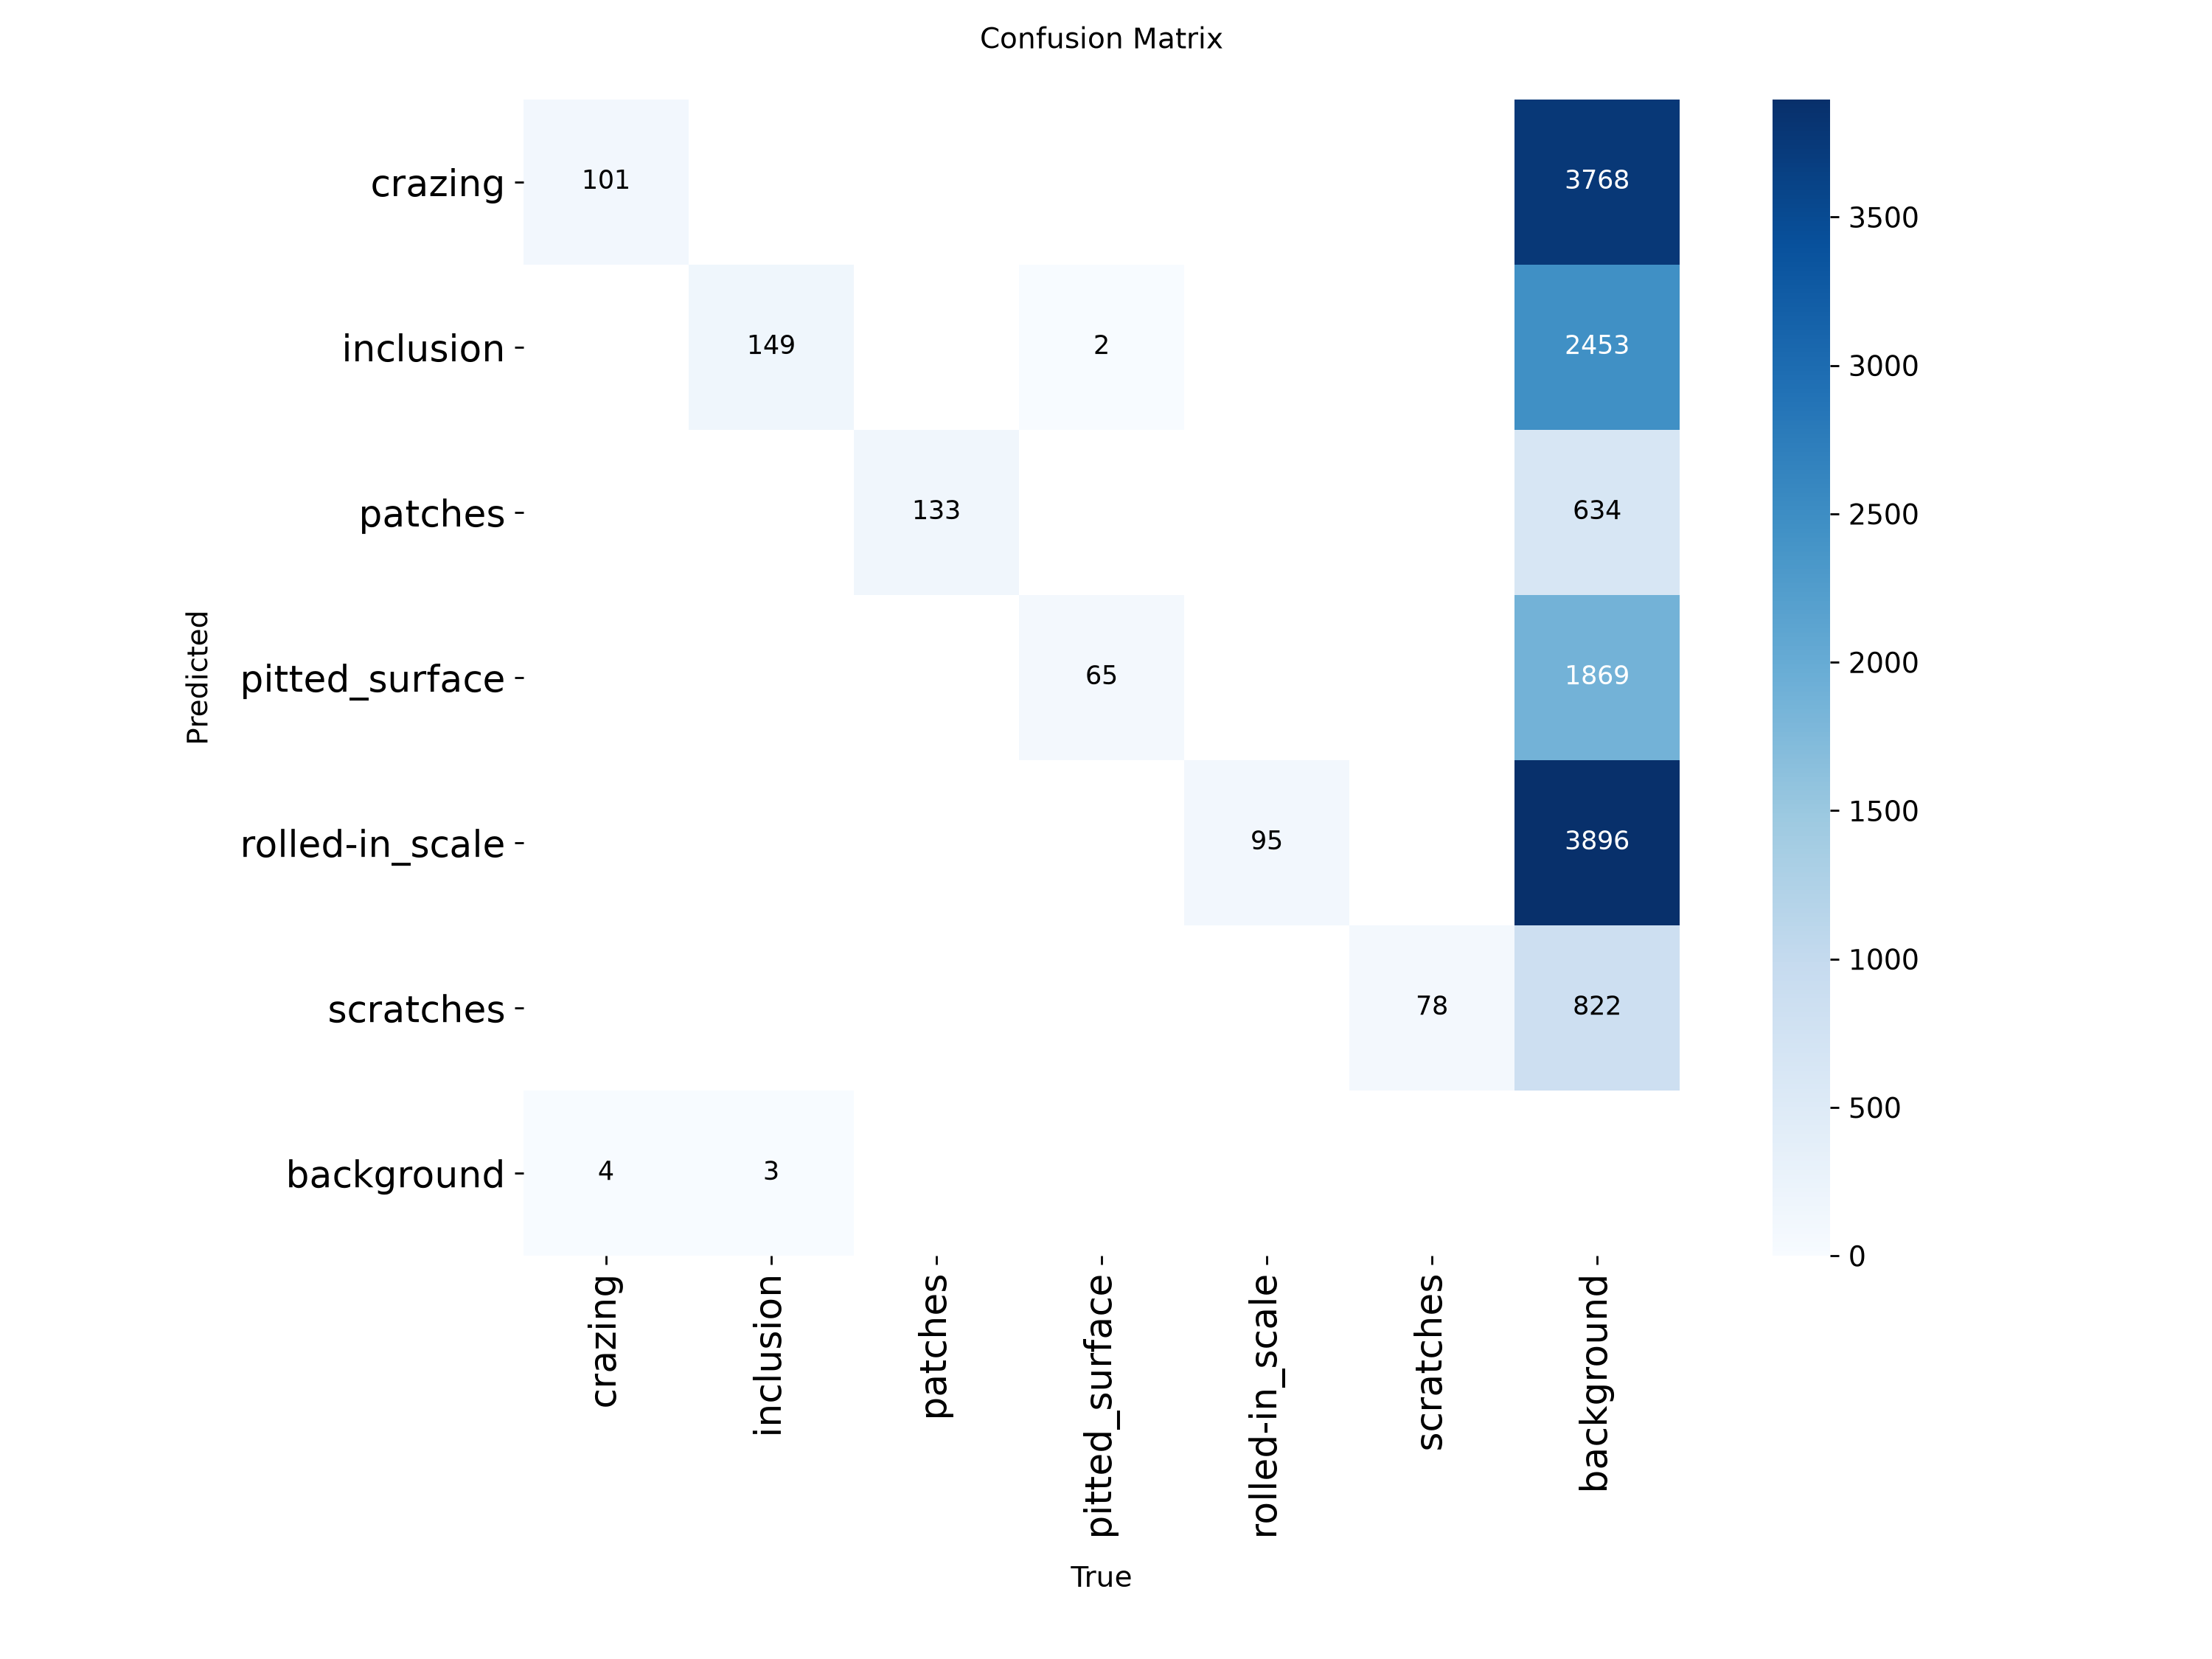 Confusion Matrix
crazing
101
3768
inclusion
149
2
2453
patches
133
634
pitted_surface
65
1869
rolled-in_scale
95
3896
scratches
78
822
background
4
3
Predicted
crazing
inclusion
patches
pitted_surface
rolled-in_scale
scratches
background
True
3500
3000
2500
2000
1500
1000
500
0